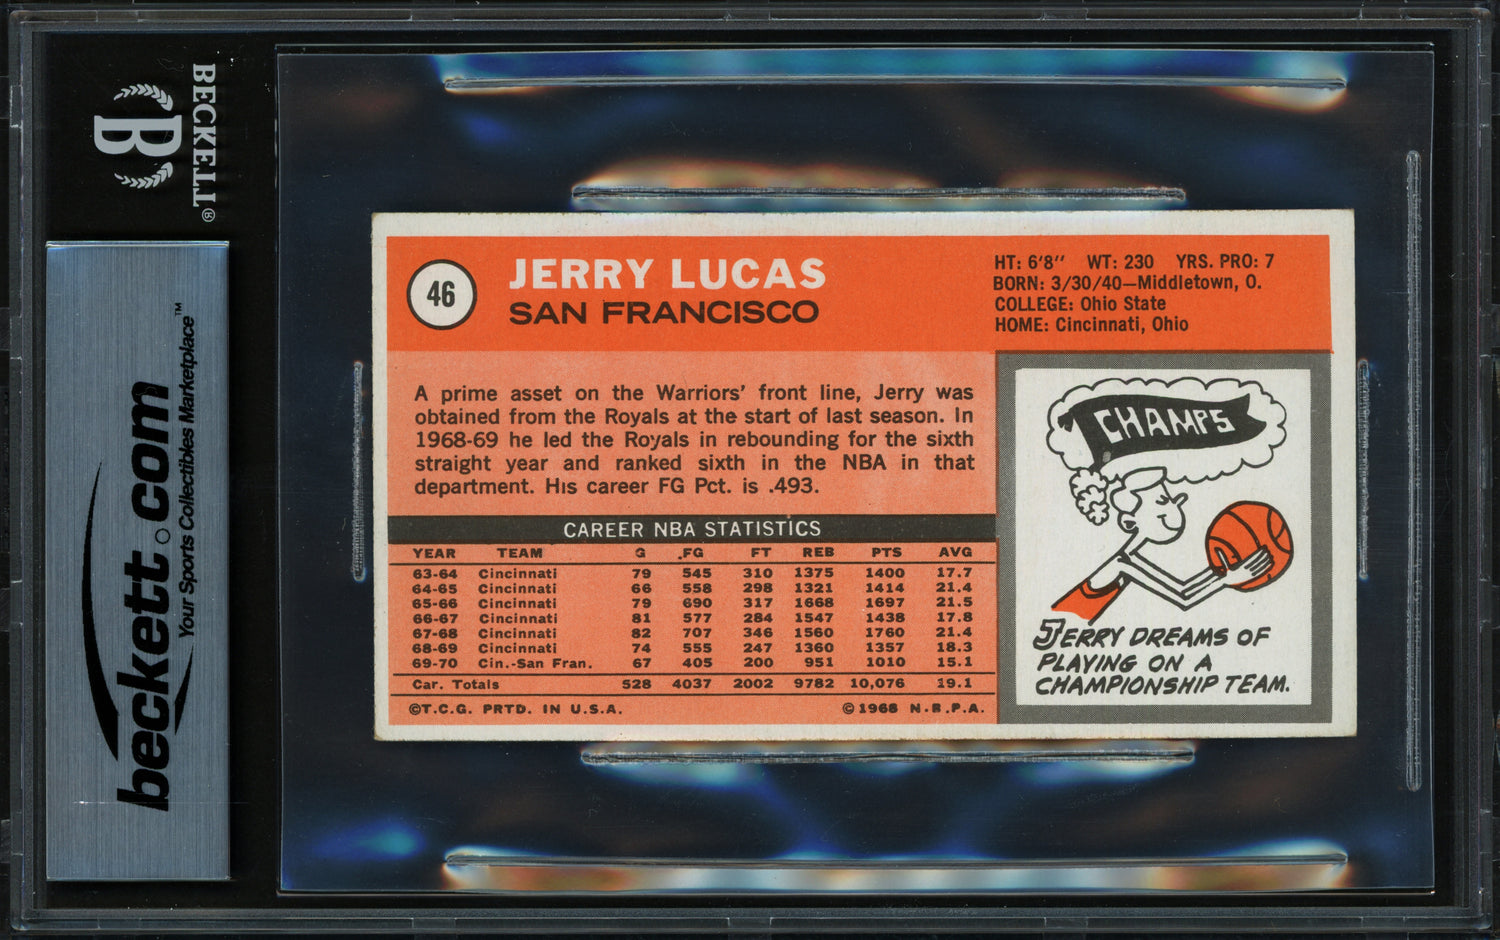 BECKETT®
B
beckett.com™
Your Sports Collectibles Marketplace
46
JERRY LUCAS
SAN FRANCISCO
HT: 6'8" WT: 230 YRS. PRO: 7
BORN: 3/30/40—Middletown, O.
COLLEGE: Ohio State
HOME: Cincinnati, Ohio
A prime asset on the Warriors' front line, Jerry was
obtained from the Royals at the start of last season. In
1968-69 he led the Royals in rebounding for the sixth
straight year and ranked sixth in the NBA in that
department. His career FG Pct. is .493.
CAREER NBA STATISTICS
YEAR TEAM G FG FT REB PTS AVG
63-64 Cincinnati 79 545 310 1375 1400 17.7
64-65 Cincinnati 66 558 298 1321 1414 21.4
65-66 Cincinnati 79 690 317 1668 1697 21.5
66-67 Cincinnati 81 577 284 1547 1438 17.8
67-68 Cincinnati 82 707 346 1560 1760 21.4
68-69 Cincinnati 74 555 247 1360 1357 18.3
69-70 Cin.-San Fran. 67 405 200 951 1010 15.1
Car. Totals 528 4037 2002 9782 10,076 19.1
©T.C.G. PRTD. IN U.S.A. ©1968 N.B.P.A.
CHAMPS
JERRY DREAMS OF
PLAYING ON A
CHAMPIONSHIP TEAM.